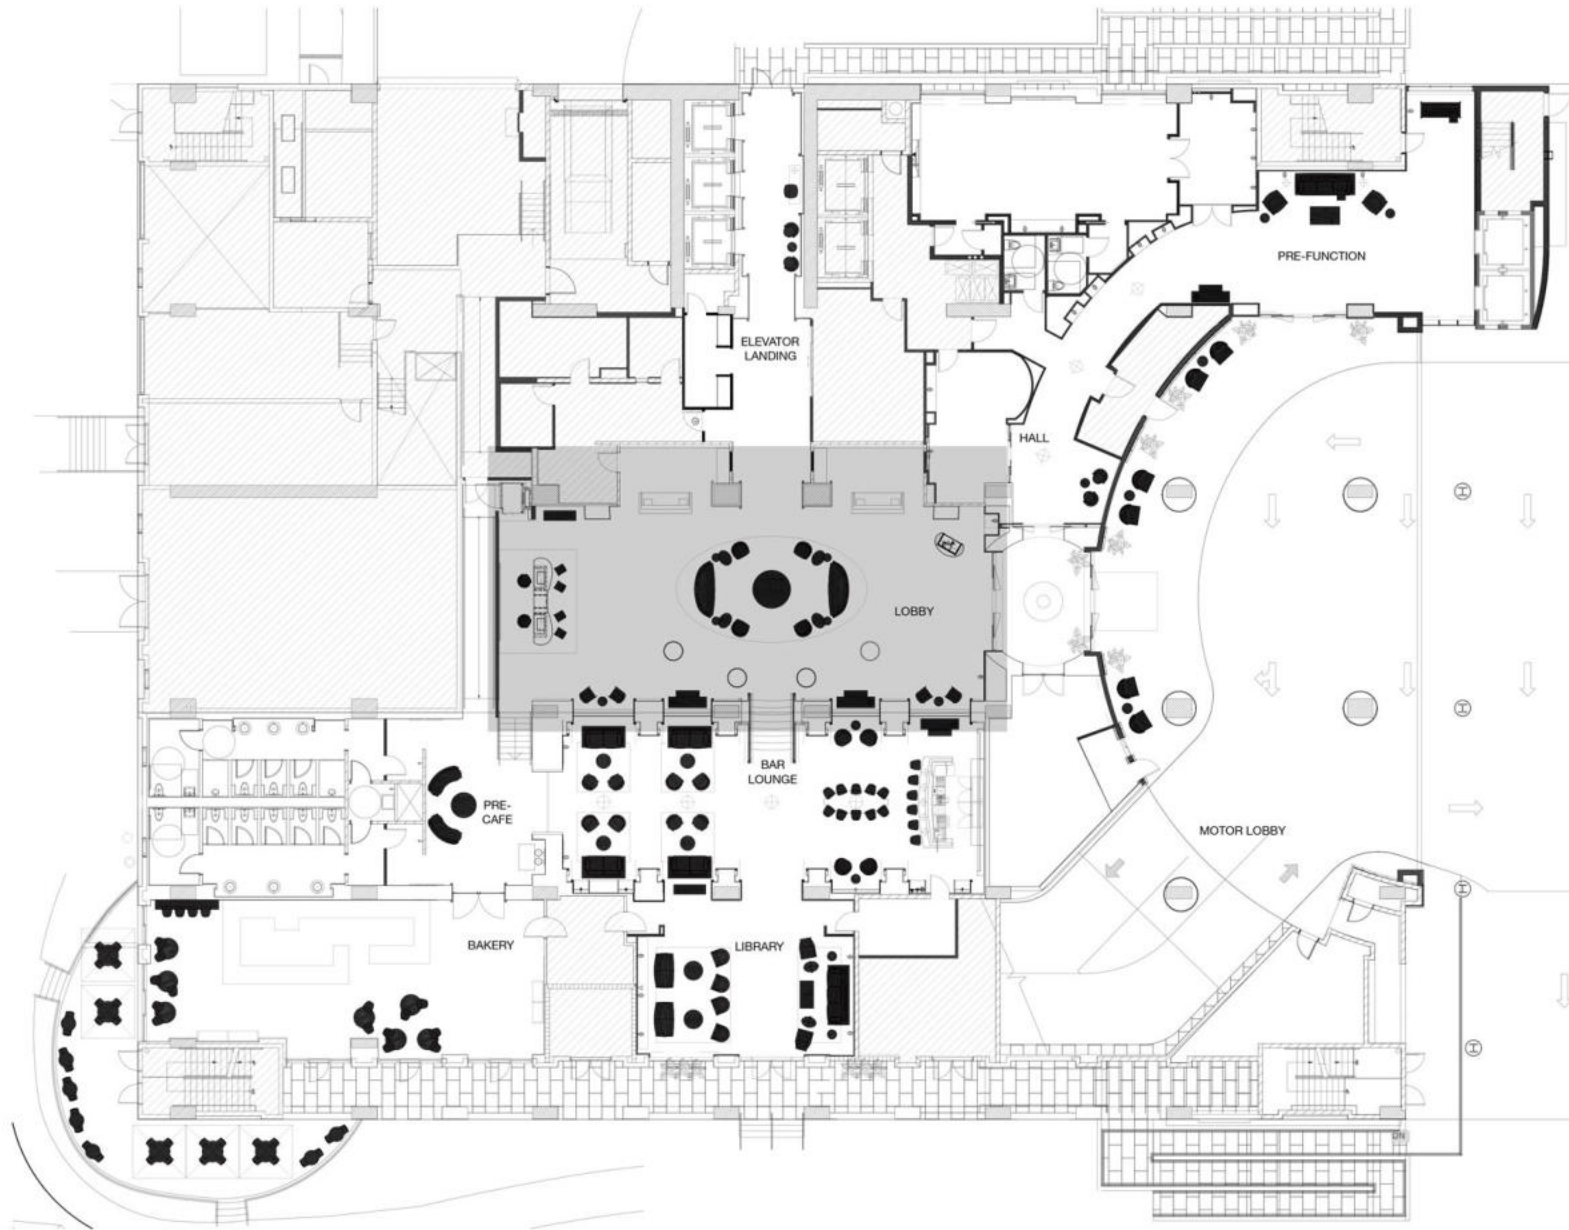 PRE-FUNCTION
ELEVATOR
LANDING
HALL
LOBBY
BAR
LOUNGE
PRE-
CAFE
MOTOR LOBBY
BAKERY
LIBRARY
DN